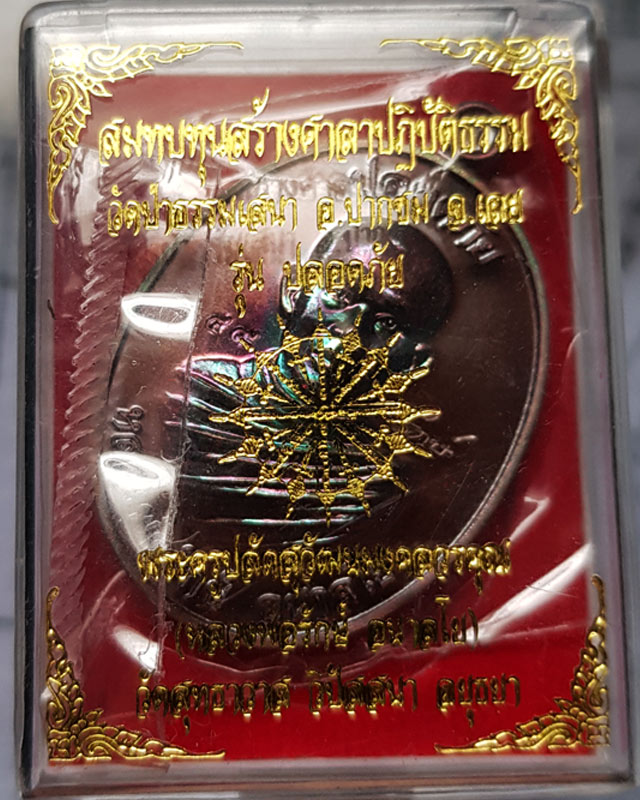 สมทบทุนสร้างศาลาปฏิบัติธรรม
วัดป่าธรรมเสนา อ.ปากชม จ.เลย
รุ่น ปลอดภัย
พระครูปลัดสุวัฒนมงคลวรคุณ
(หลวงพ่อรักษ์ อนาลโย)
วัดสุทธาวาส วิปัสสนา อยุธยา